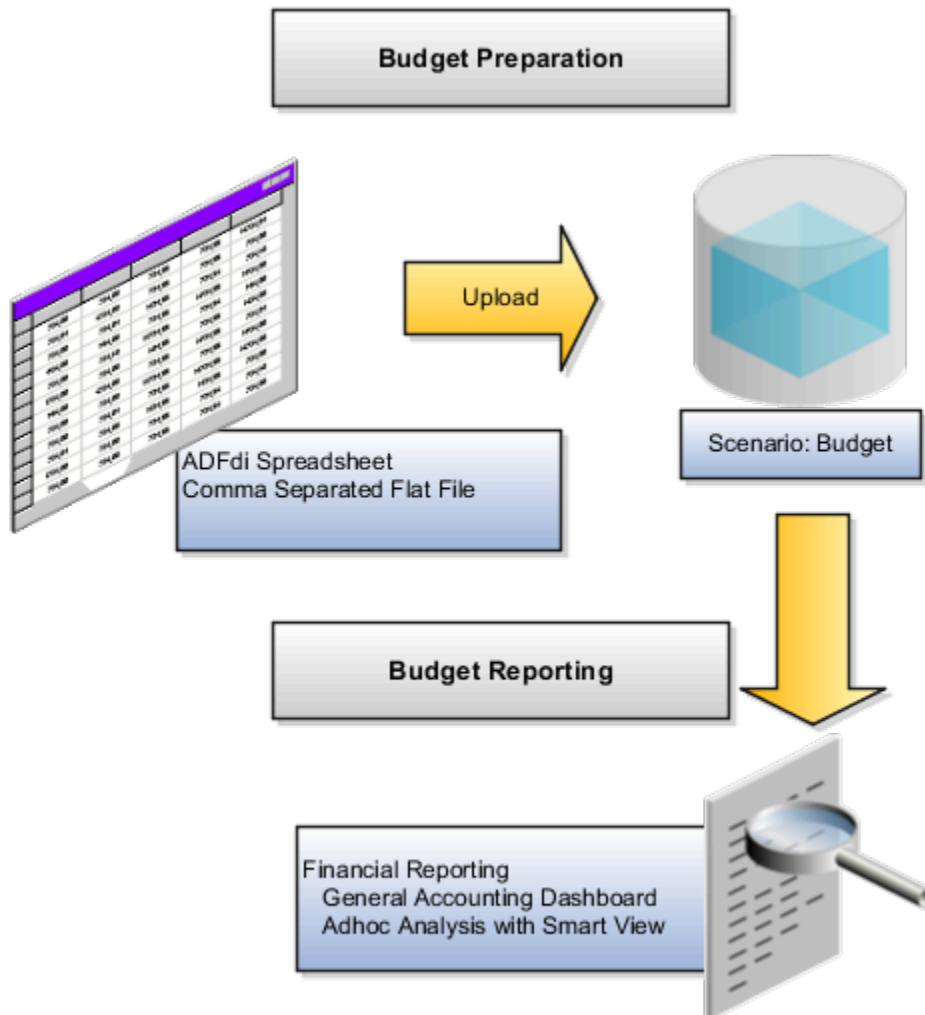 Budget Preparation
Upload
ADFdi Spreadsheet
Comma Separated Flat File
Scenario: Budget
Budget Reporting
Financial Reporting
General Accounting Dashboard
Adhoc Analysis with Smart View